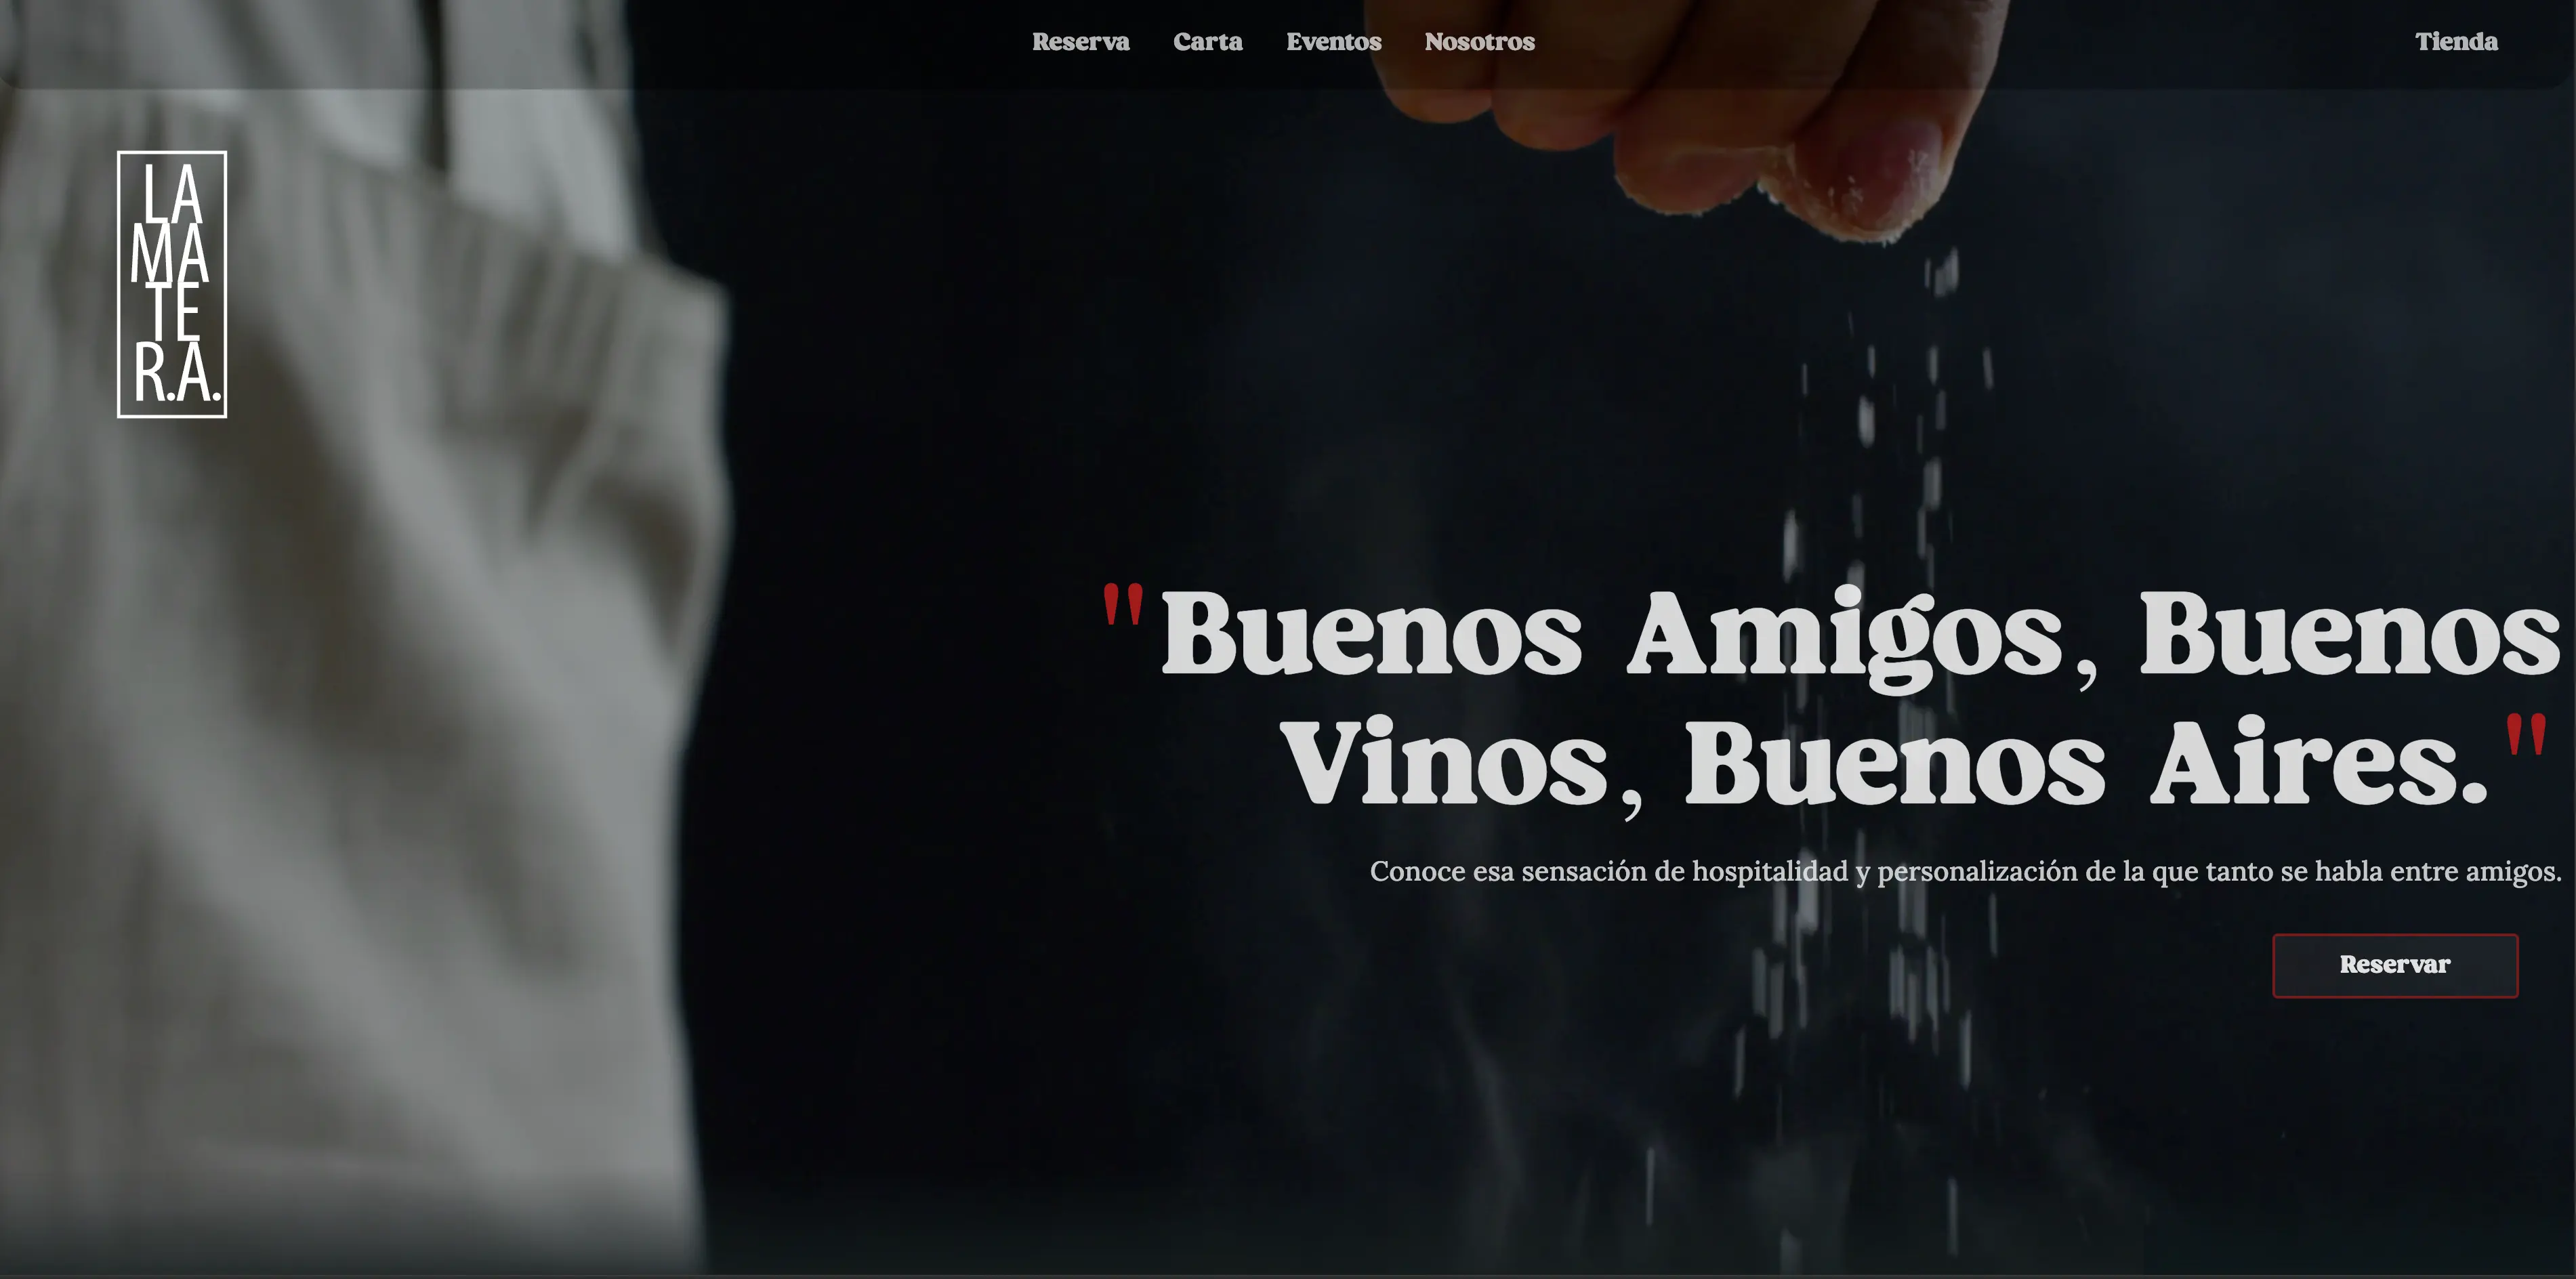 Reserva Carta Eventos Nosotros Tienda
LA
MA
TE
R.A.
"Buenos Amigos, Buenos
Vinos, Buenos Aires."
Conoce esa sensación de hospitalidad y personalización de la que tanto se habla entre amigos.
Reservar